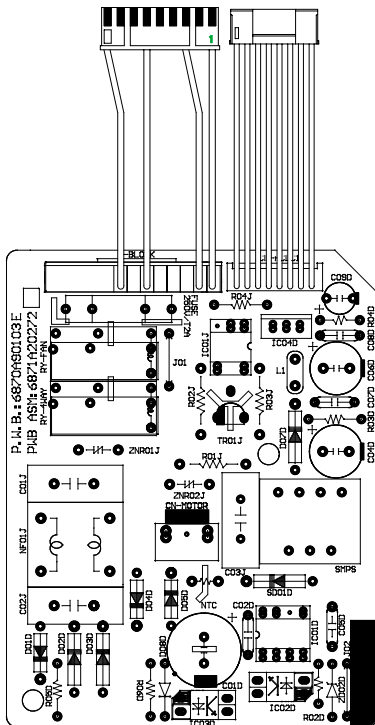 1
BLOCK
C09D
P.W.B.:6870A90103E
PWB ASM:6871A20272
FUSE
250V/T2A
R04J
R04D
C08D
IC01J
IC04D
RY-FAN
J01
L1
C06D
RY-4WAY
R02J
R03J
C07D
TR01J
D07D
R03D
C04D
ZNR01J
R01J
C01J
ZNR02J
CN-MOTOR
NF01J
C03J
SMPS
C02J
NTC
SD01D
D04D
D05D
C02D
IC01D
C05D
D01D
D02D
D03D
D08D
R05D
R06D
C01D
IC03D
IC02D
R02D
ZD02D